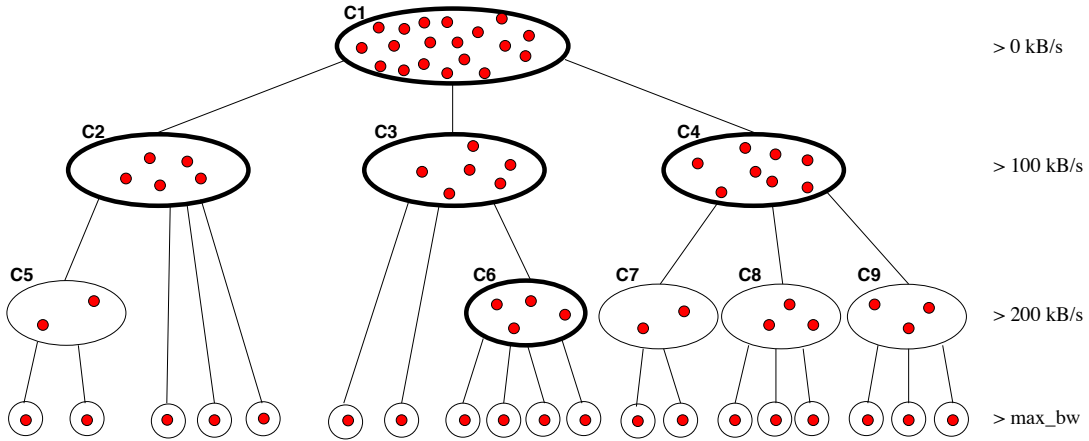 C1
> 0 kB/s
C2
C3
C4
> 100 kB/s
C5
C6
C7
C8
C9
> 200 kB/s
> max_bw